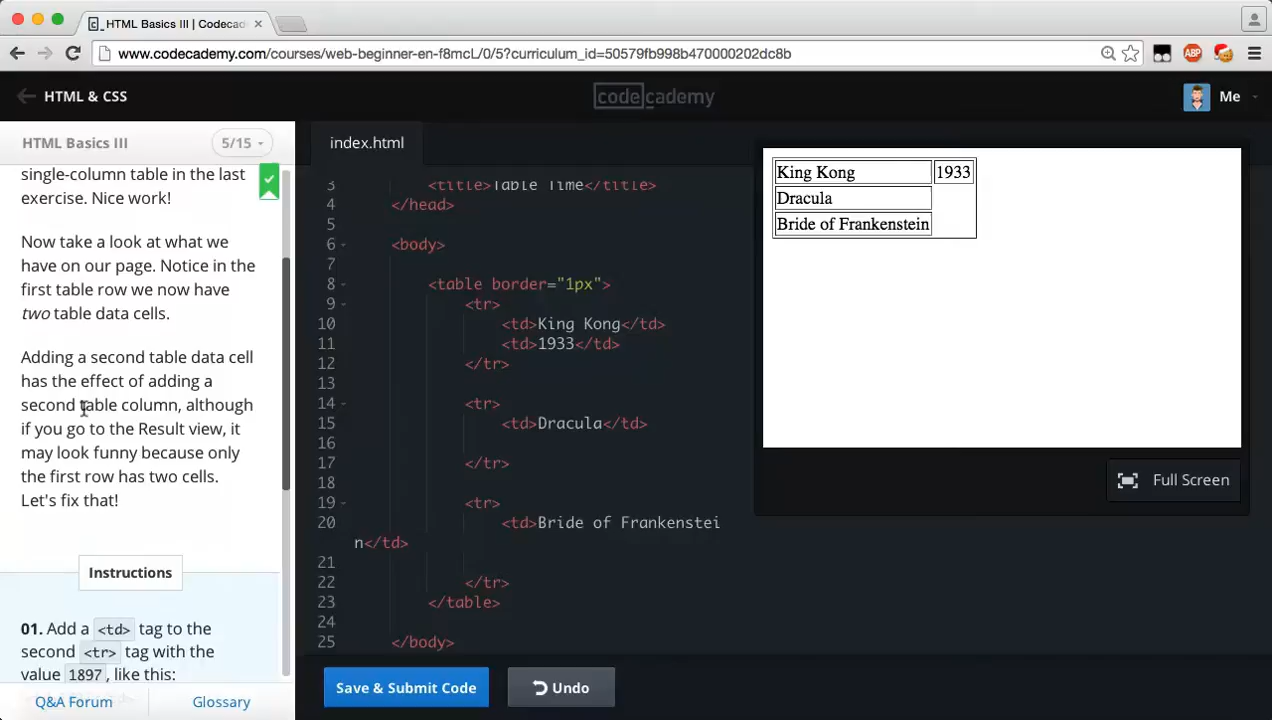 HTML Basics III | Codecad
www.codecademy.com/courses/web-beginner-en-f8mcL/0/5?curriculum_id=50579fb998b470000202dc8b
ABP
HTML & CSS
codecademy
Me
HTML Basics III
5/15
single-column table in the last
exercise. Nice work!
Now take a look at what we
have on our page. Notice in the
first table row we now have
two table data cells.
Adding a second table data cell
has the effect of adding a
second table column, although
if you go to the Result view, it
may look funny because only
the first row has two cells.
Let's fix that!
Instructions
01. Add a <td> tag to the
second <tr> tag with the
value 1897, like this:
Q&A Forum
Glossary
index.html
3 <title>Table Time</title>
4 </head>
5
6 <body>
7
8 <table border="1px">
9 <tr>
10 <td>King Kong</td>
11 <td>1933</td>
12 </tr>
13
14 <tr>
15 <td>Dracula</td>
16
17 </tr>
18
19 <tr>
20 <td>Bride of Frankenstei
n</td>
21
22 </tr>
23 </table>
24
25 </body>
Save & Submit Code
Undo
King Kong 1933
Dracula
Bride of Frankenstein
Full Screen